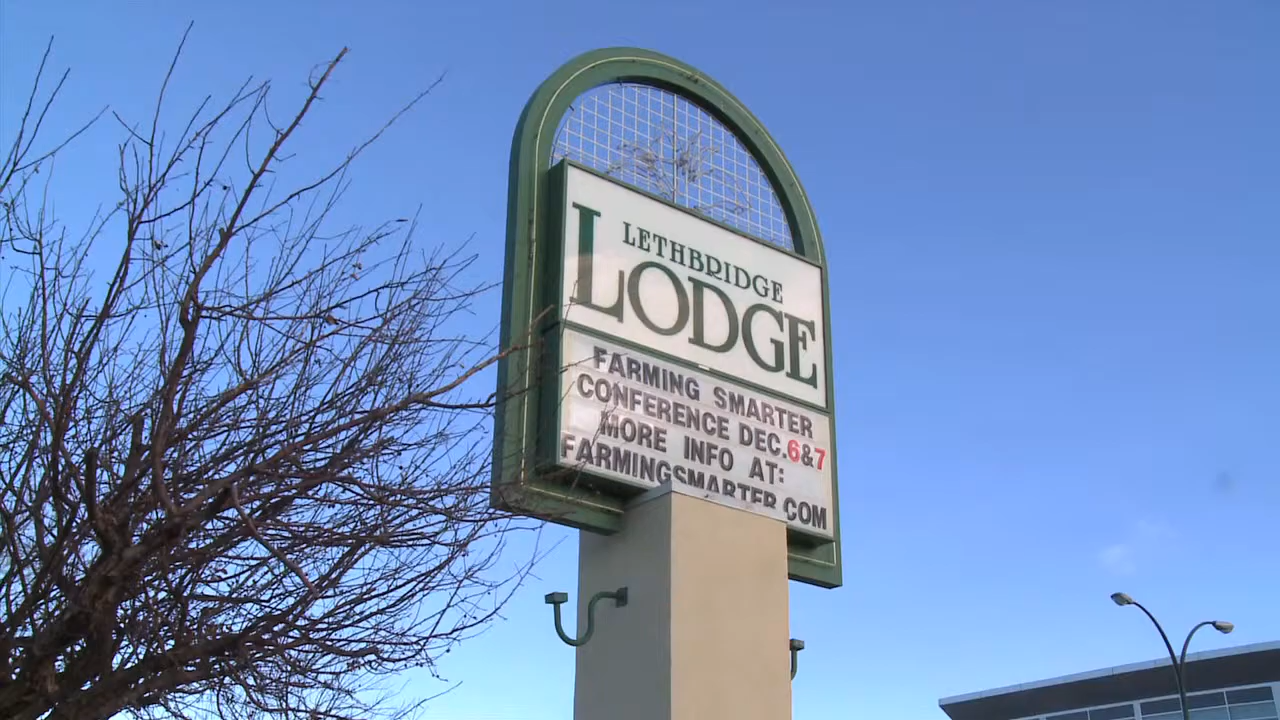 LETHBRIDGE
LODGE
FARMING SMARTER
CONFERENCE DEC.6&7
MORE INFO AT:
FARMINGSMARTER.COM